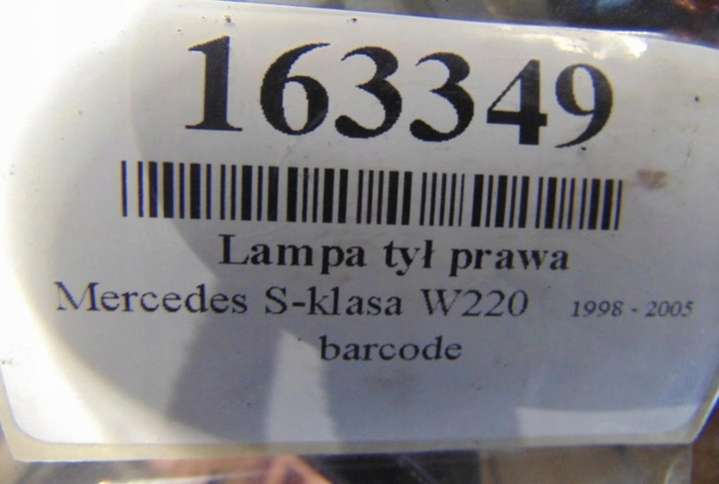 163349
Lampa tył prawa
Mercedes S-klasa W220 1998 - 2005
barcode